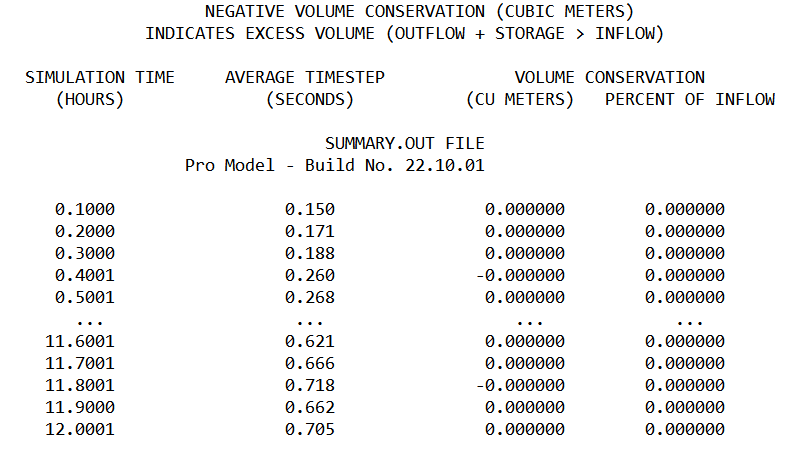 NEGATIVE VOLUME CONSERVATION (CUBIC METERS)
INDICATES EXCESS VOLUME (OUTFLOW + STORAGE > INFLOW)
SIMULATION TIME AVERAGE TIMESTEP VOLUME CONSERVATION
(HOURS) (SECONDS) (CU METERS) PERCENT OF INFLOW
SUMMARY.OUT FILE
Pro Model - Build No. 22.10.01
0.1000 0.150 0.000000 0.000000
0.2000 0.171 0.000000 0.000000
0.3000 0.188 0.000000 0.000000
0.4001 0.260 -0.000000 0.000000
0.5001 0.268 0.000000 0.000000
... ... ... ...
11.6001 0.621 0.000000 0.000000
11.7001 0.666 0.000000 0.000000
11.8001 0.718 -0.000000 0.000000
11.9000 0.662 0.000000 0.000000
12.0001 0.705 0.000000 0.000000